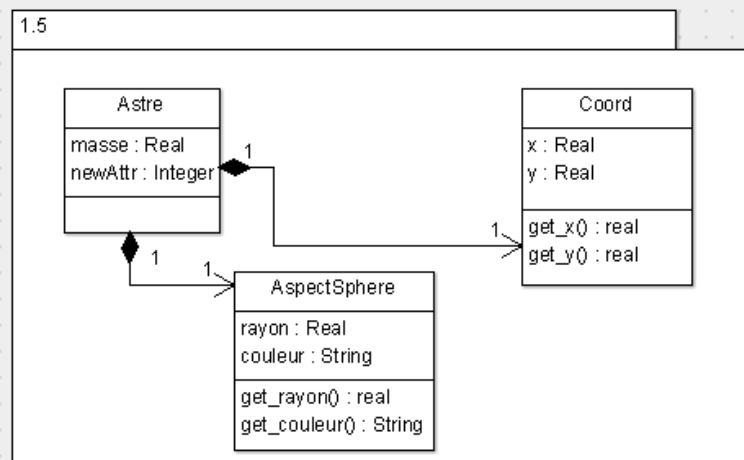 1.5
Astre
masse : Real
newAttr : Integer
1
Coord
x : Real
y : Real
get_x() : real
get_y() : real
1
1
1
AspectSphere
rayon : Real
couleur : String
get_rayon() : real
get_couleur() : String